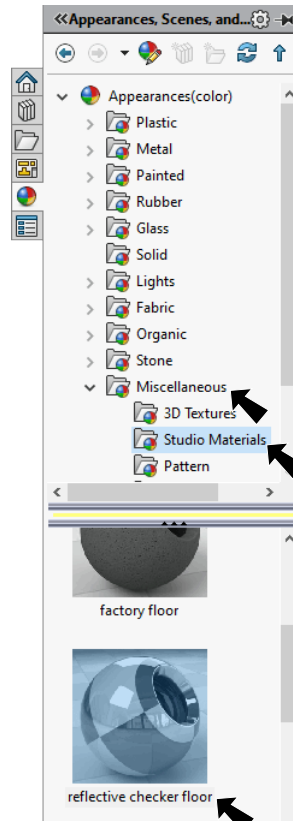 Appearances, Scenes, and...
Appearances(color)
Plastic
Metal
Painted
Rubber
Glass
Solid
Lights
Fabric
Organic
Stone
Miscellaneous
3D Textures
Studio Materials
Pattern
factory floor
reflective checker floor